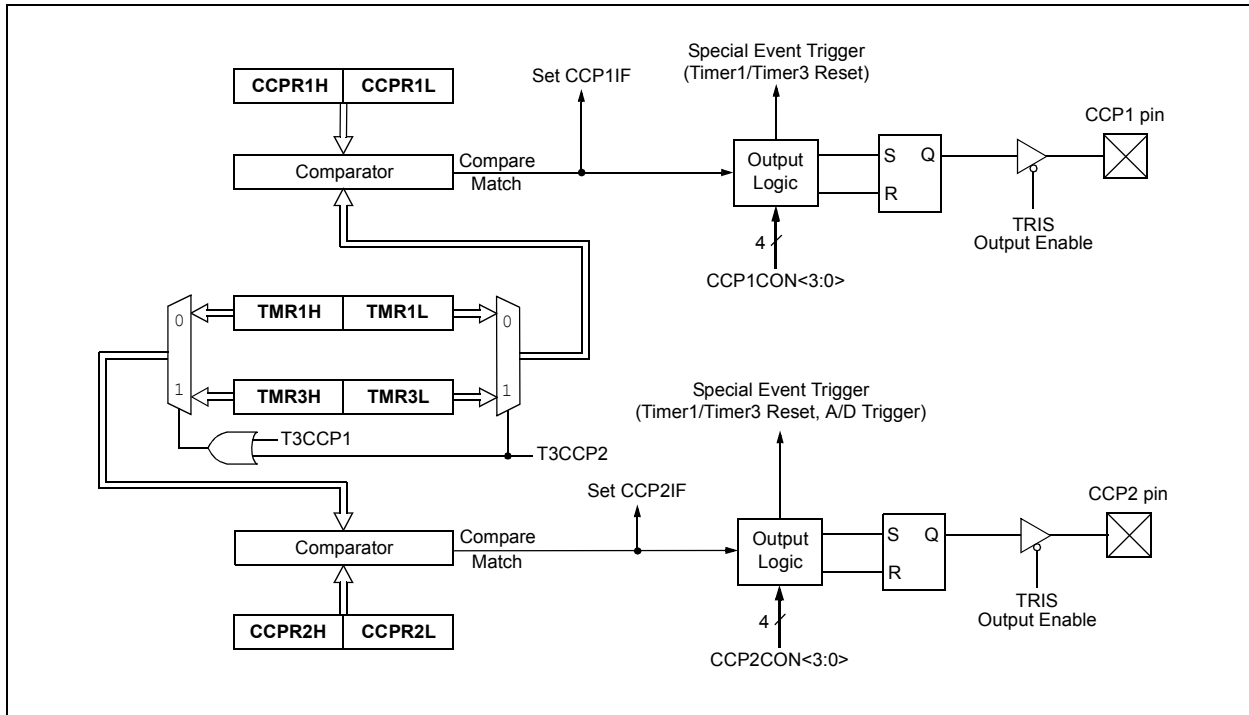 Special Event Trigger
(Timer1/Timer3 Reset)
Set CCP1IF
CCPR1H CCPR1L
CCP1 pin
Comparator
Compare
Match
Output
Logic
S Q
R
TRIS
Output Enable
4
CCP1CON<3:0>
0 TMR1H TMR1L 0
1 TMR3H TMR3L 1
T3CCP1
T3CCP2
Special Event Trigger
(Timer1/Timer3 Reset, A/D Trigger)
Set CCP2IF
CCP2 pin
Comparator
Compare
Match
Output
Logic
S Q
R
TRIS
Output Enable
4
CCPR2H CCPR2L
CCP2CON<3:0>